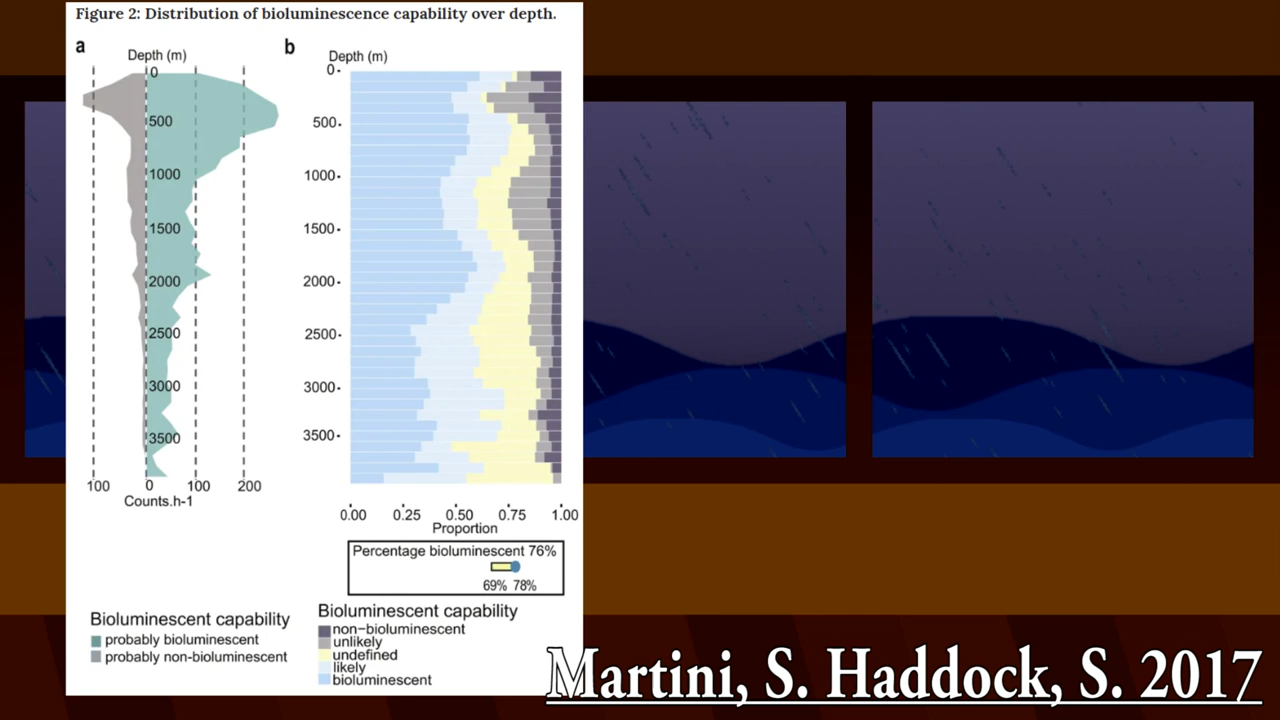 Figure 2: Distribution of bioluminescence capability over depth.
a
Depth (m)
0
500
1000
1500
2000
2500
3000
3500
100 0 100 200
Counts.h-1
b
Depth (m)
0
500
1000
1500
2000
2500
3000
3500
0.00 0.25 0.50 0.75 1.00
Proportion
Percentage bioluminescent 76%
69% 78%
Bioluminescent capability
probably bioluminescent
probably non-bioluminescent
Bioluminescent capability
non-bioluminescent
unlikely
undefined
likely
bioluminescent
Martini, S. Haddock, S. 2017